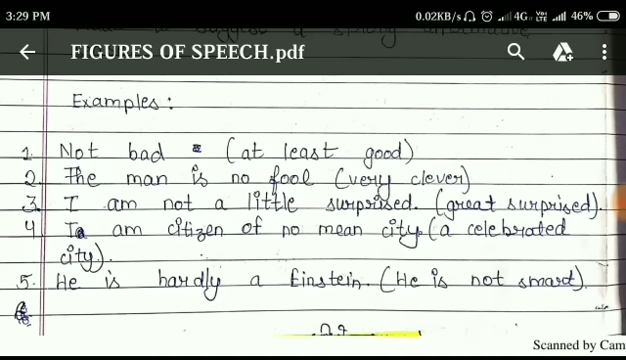 3:29 PM 0.02KB/s 4G VoLTE 46%
FIGURES OF SPEECH.pdf
Examples:
1. Not bad = (at least good)
2. The man is no fool (very clever)
3. I am not a little surprised. (great surprised).
4. I am citizen of no mean city. (a celebrated
city).
5. He is hardly a Einstein. (He is not smart).
Scanned by Cam